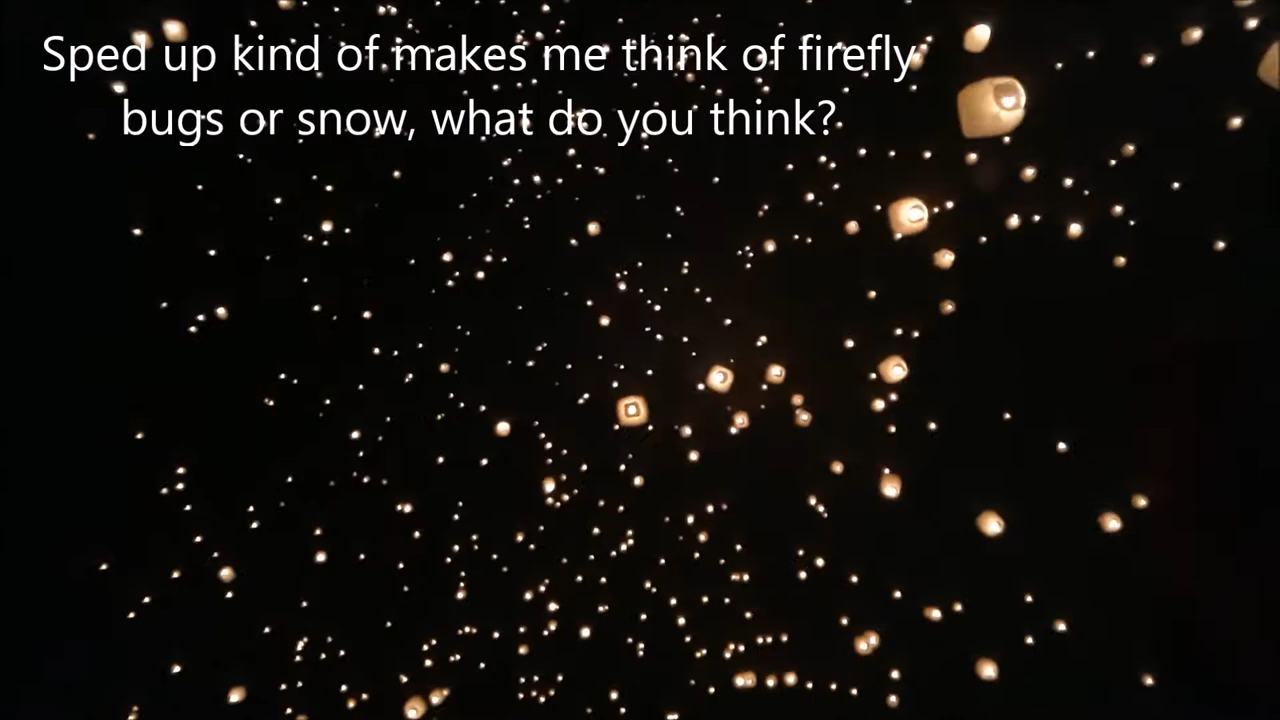 Sped up kind of makes me think of firefly
bugs or snow, what do you think?